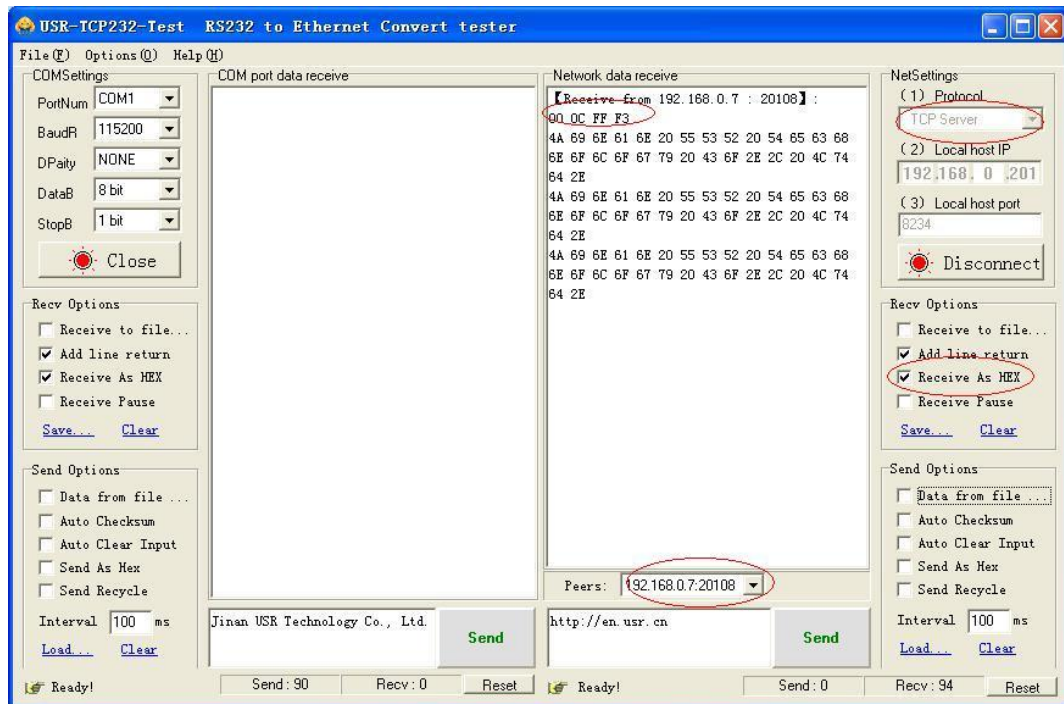 USR-TCP232-Test RS232 to Ethernet Convert tester
File(F) Options(O) Help(H)
COMSettings
PortNum COM1
BaudR 115200
DPaity NONE
DataB 8 bit
StopB 1 bit
Close
Recv Options
Receive to file...
Add line return
Receive As HEX
Receive Pause
Save... Clear
Send Options
Data from file ...
Auto Checksum
Auto Clear Input
Send As Hex
Send Recycle
Interval 100 ms
Load... Clear
COM port data receive
Jinan USR Technology Co., Ltd.
Send
Ready!
Send : 90
Recv : 0
Reset
Network data receive
【Receive from 192.168.0.7 : 20108】:
00 0C FF F3
4A 69 6E 61 6E 20 55 53 52 20 54 65 63 68
6E 6F 6C 6F 67 79 20 43 6F 2E 2C 20 4C 74
64 2E
4A 69 6E 61 6E 20 55 53 52 20 54 65 63 68
6E 6F 6C 6F 67 79 20 43 6F 2E 2C 20 4C 74
64 2E
4A 69 6E 61 6E 20 55 53 52 20 54 65 63 68
6E 6F 6C 6F 67 79 20 43 6F 2E 2C 20 4C 74
64 2E
Peers: 192.168.0.7:20108
http://en.usr.cn
Send
Ready!
Send : 0
Recv : 94
Reset
NetSettings
(1) Protocol
TCP Server
(2) Local host IP
192.168. 0 .201
(3) Local host port
8234
Disconnect
Recv Options
Receive to file...
Add line return
Receive As HEX
Receive Pause
Save... Clear
Send Options
Data from file ...
Auto Checksum
Auto Clear Input
Send As Hex
Send Recycle
Interval 100 ms
Load... Clear